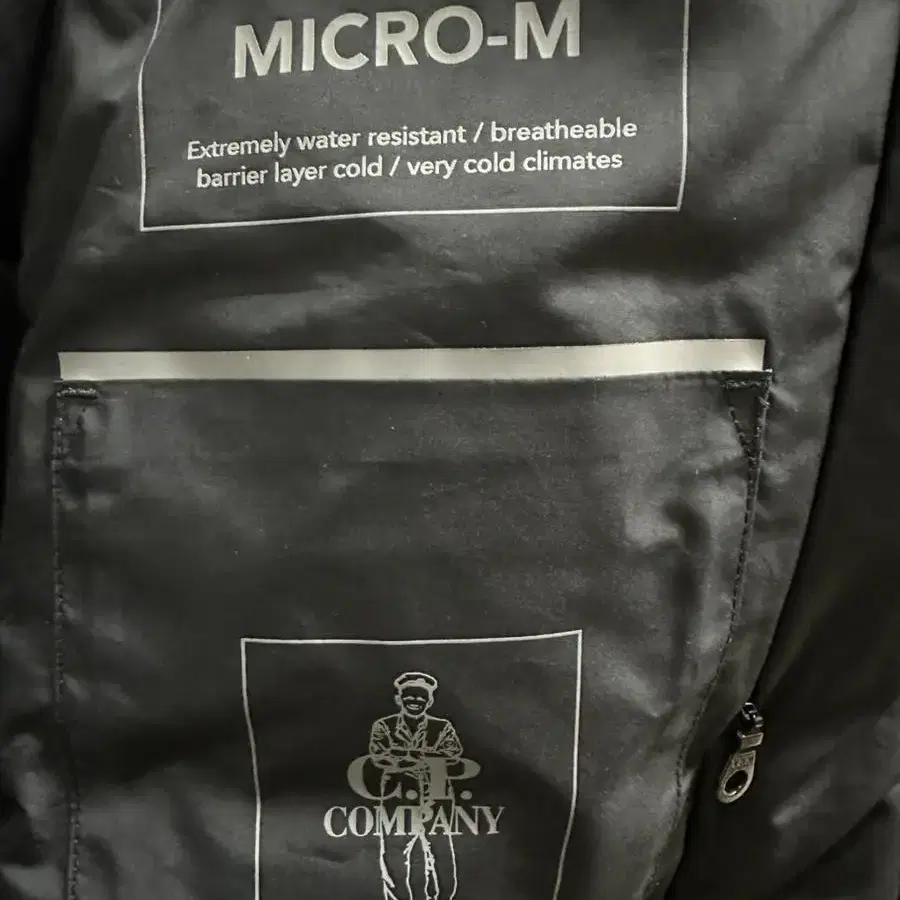 MICRO-M
Extremely water resistant / breatheable
barrier layer cold / very cold climates
C.P.
COMPANY